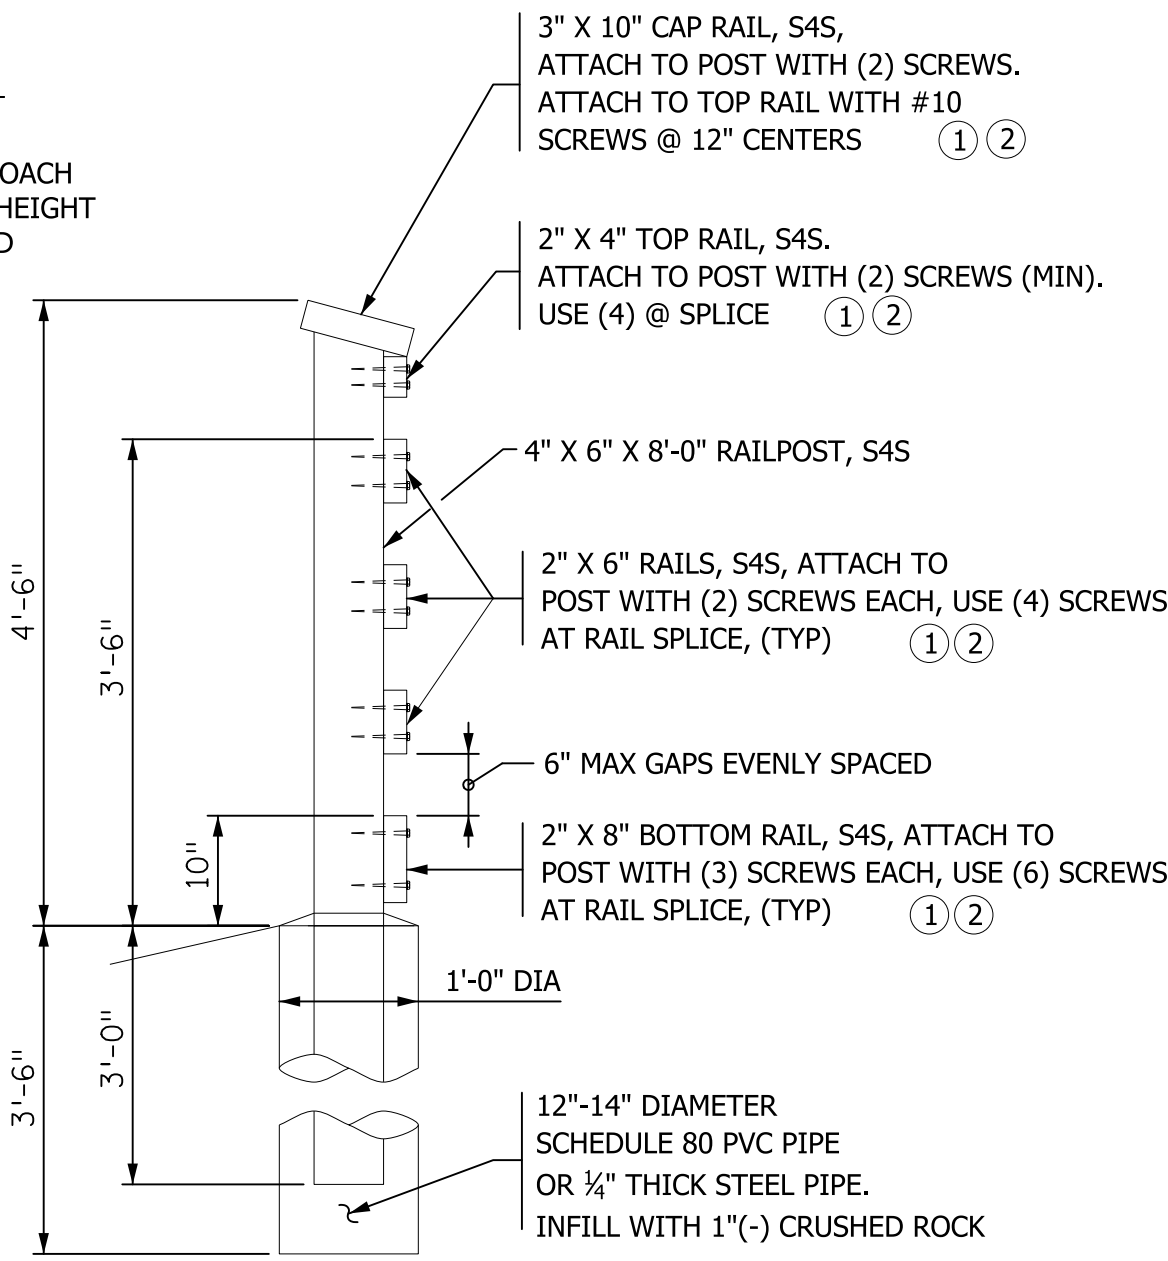 3" X 10" CAP RAIL, S4S,
ATTACH TO POST WITH (2) SCREWS.
ATTACH TO TOP RAIL WITH #10
SCREWS @ 12" CENTERS 1 2
OACH
HEIGHT
D
2" X 4" TOP RAIL, S4S.
ATTACH TO POST WITH (2) SCREWS (MIN).
USE (4) @ SPLICE 1 2
4" X 6" X 8'-0" RAILPOST, S4S
2" X 6" RAILS, S4S, ATTACH TO
POST WITH (2) SCREWS EACH, USE (4) SCREWS
AT RAIL SPLICE, (TYP) 1 2
4'-6"
3'-6"
6" MAX GAPS EVENLY SPACED
10"
2" X 8" BOTTOM RAIL, S4S, ATTACH TO
POST WITH (3) SCREWS EACH, USE (6) SCREWS
AT RAIL SPLICE, (TYP) 1 2
1'-0" DIA
3'-0"
3'-6"
12"-14" DIAMETER
SCHEDULE 80 PVC PIPE
OR ¼" THICK STEEL PIPE.
INFILL WITH 1"(-) CRUSHED ROCK